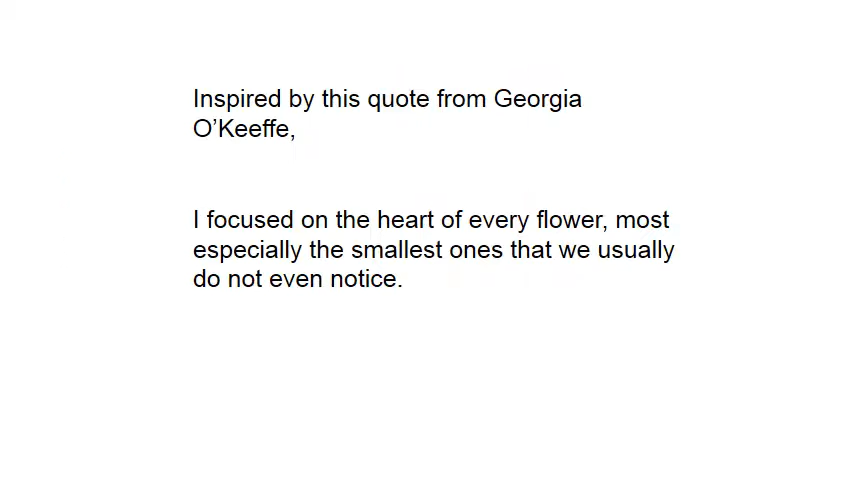 Inspired by this quote from Georgia
O’Keeffe,
I focused on the heart of every flower, most
especially the smallest ones that we usually
do not even notice.